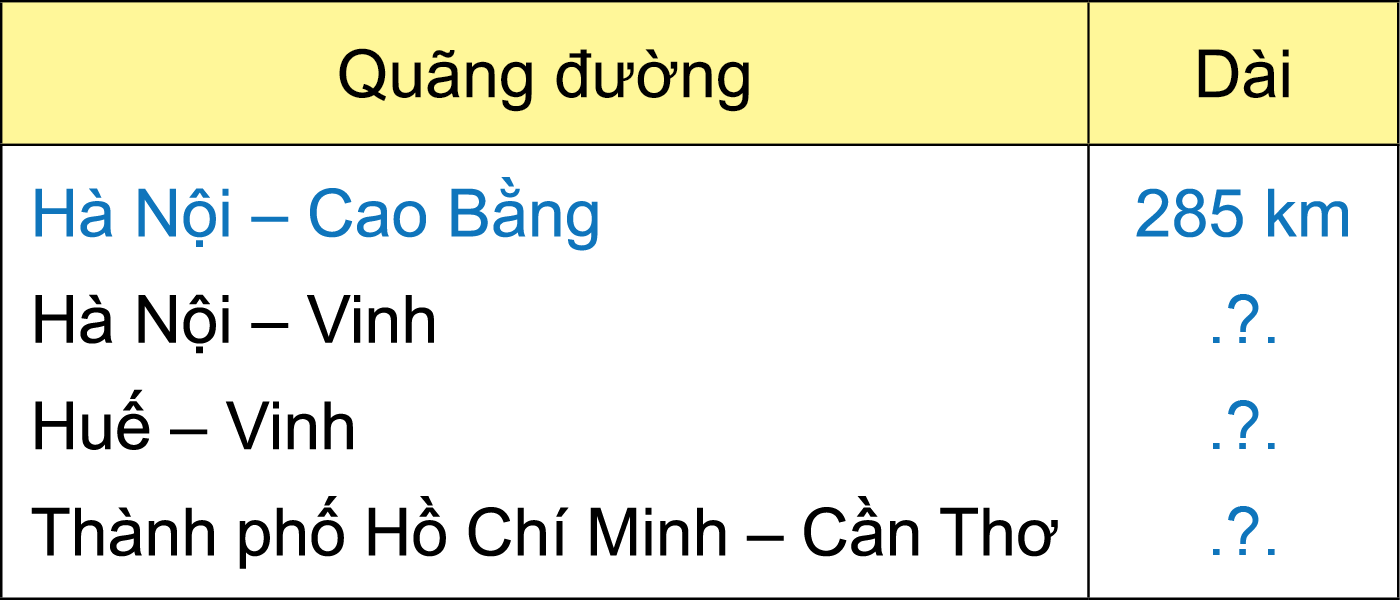 Quãng đường Dài
Hà Nội – Cao Bằng 285 km
Hà Nội – Vinh .?.
Huế – Vinh .?.
Thành phố Hồ Chí Minh – Cần Thơ .?.